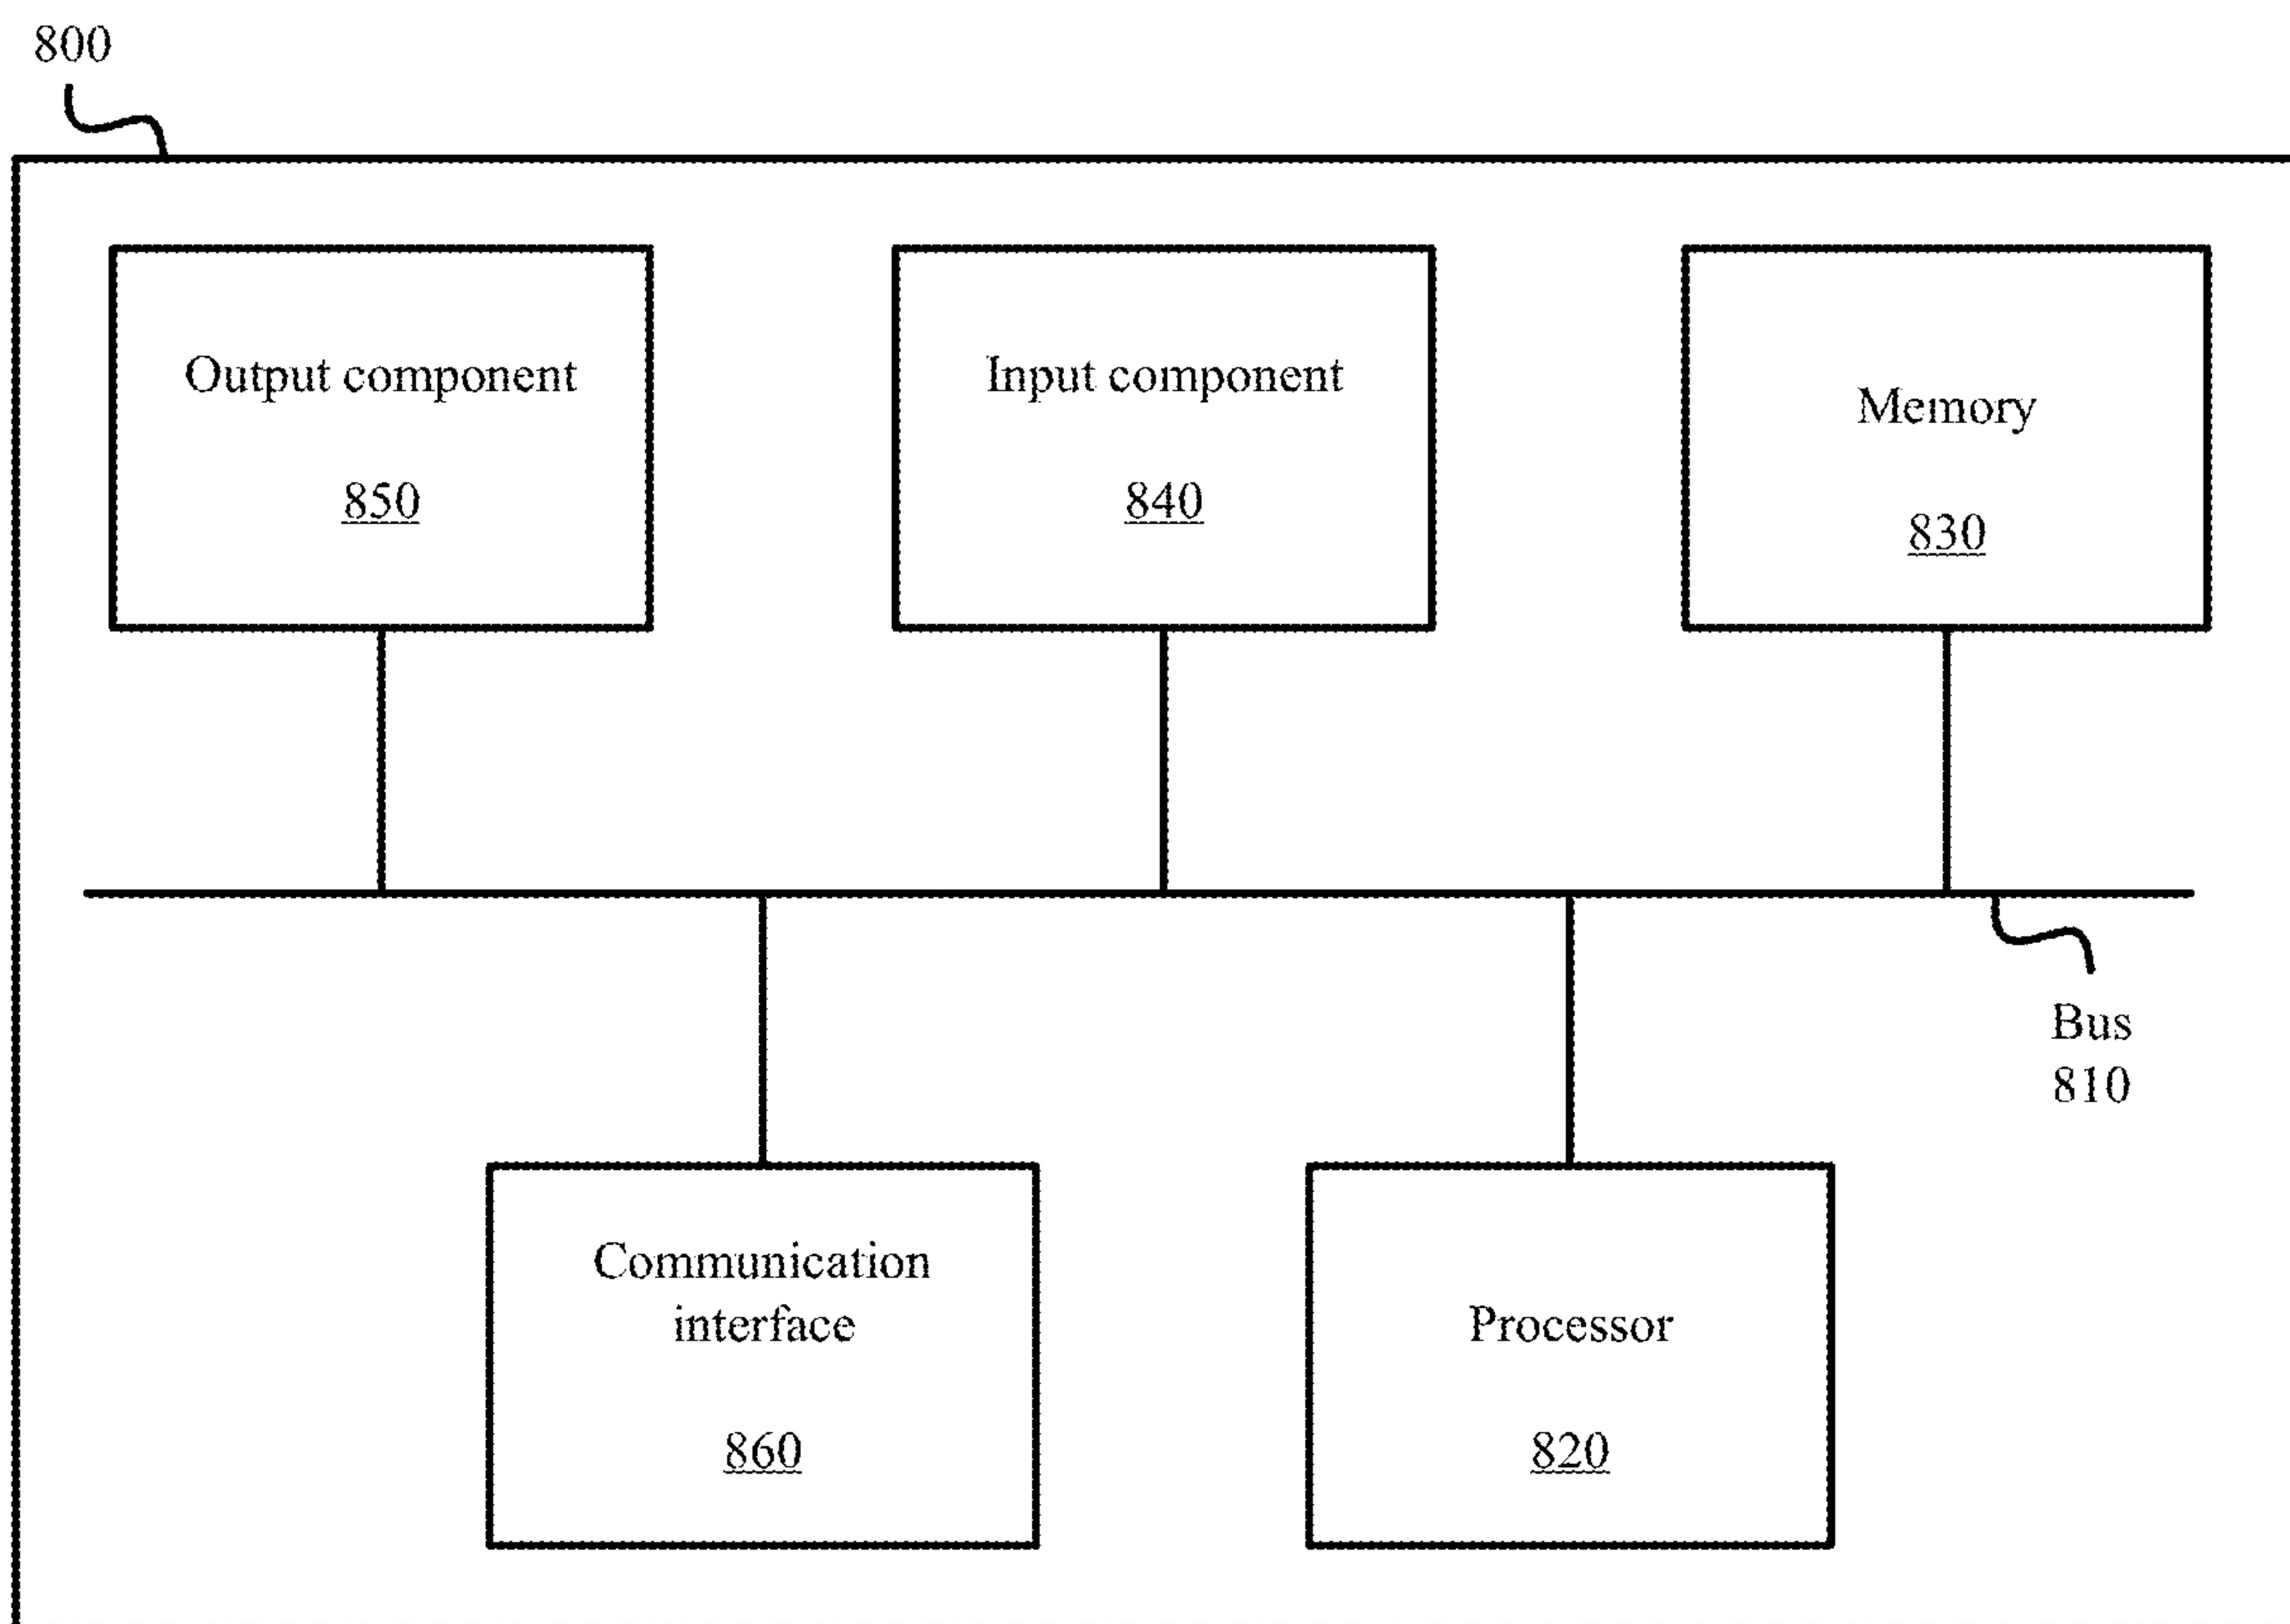 800
Output component
850
Input component
840
Memory
830
Bus
810
Communication
interface
860
Processor
820